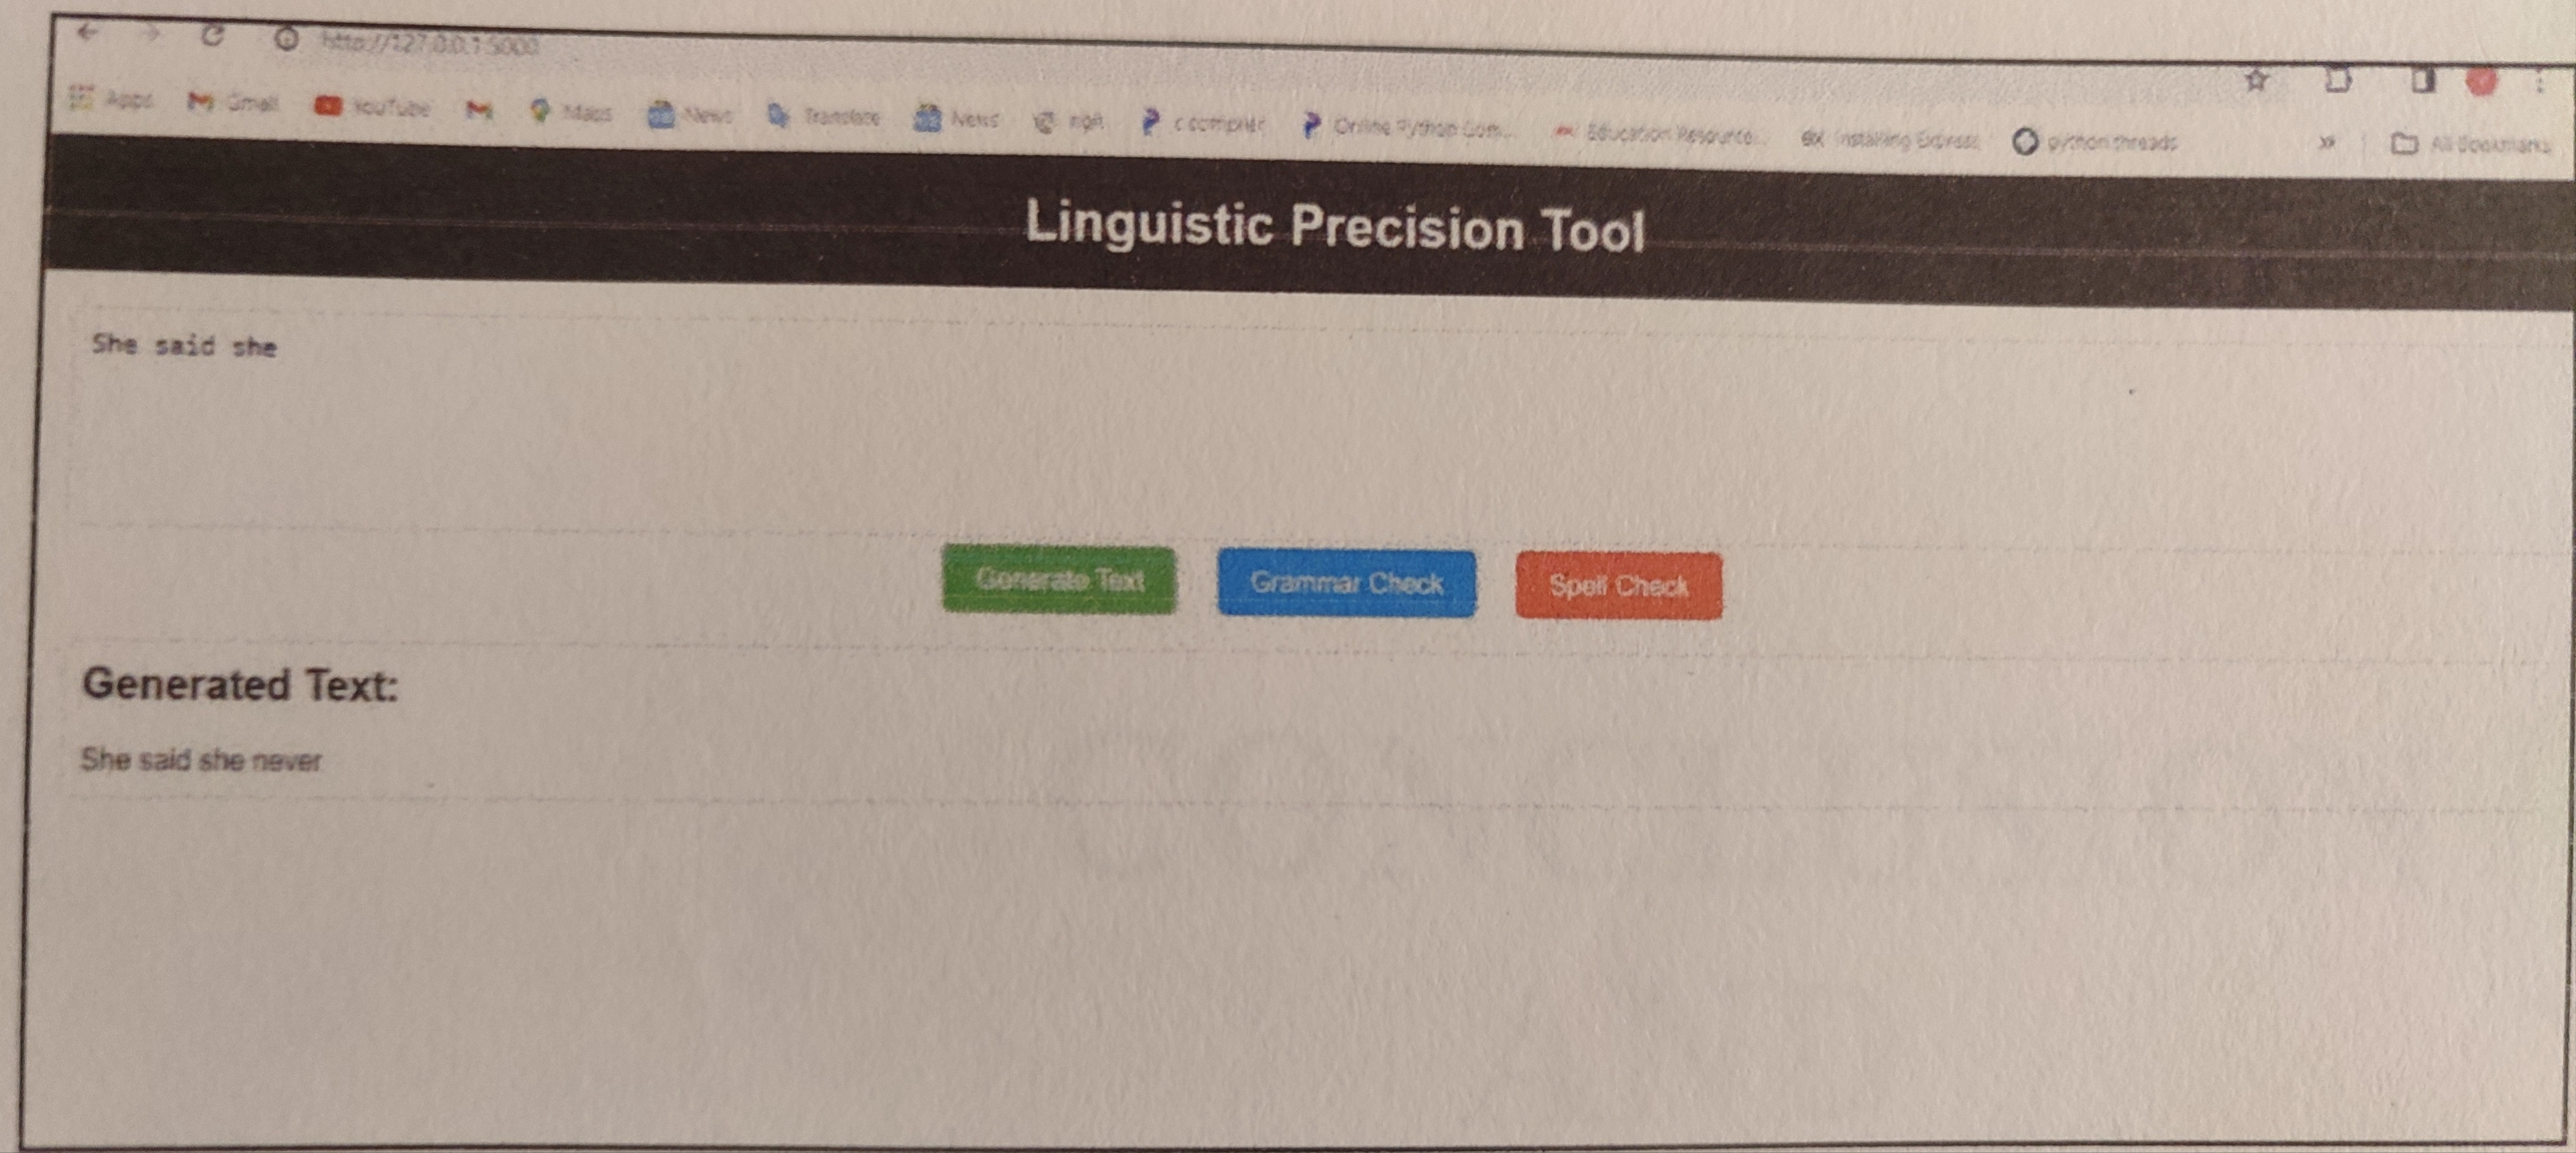 http://127.0.0.1:5000
Apps Gmail YouTube Maps News Translate News ngit c compiler Online Python Com... Education Resource... Installing Express python threads » All Bookmarks
Linguistic Precision Tool
She said she
Generate Text Grammar Check Spell Check
Generated Text:
She said she never